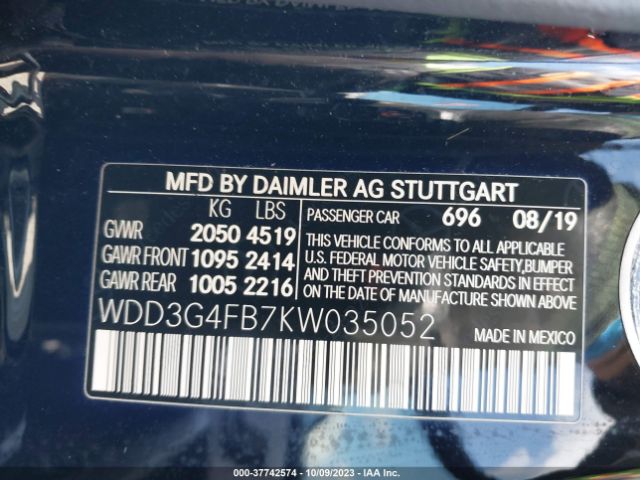 MFD BY DAIMLER AG STUTTGART
KG LBS
GVWR 2050 4519
GAWR FRONT 1095 2414
GAWR REAR 1005 2216
PASSENGER CAR 696 08/19
THIS VEHICLE CONFORMS TO ALL APPLICABLE
U.S. FEDERAL MOTOR VEHICLE SAFETY, BUMPER
AND THEFT PREVENTION STANDARDS IN EFFECT
ON THE DATE OF MANUFACTURE SHOWN ABOVE.
WDD3G4FB7KW035052
MADE IN MEXICO
000-37742574 | 10/09/2023 | IAAI.COM